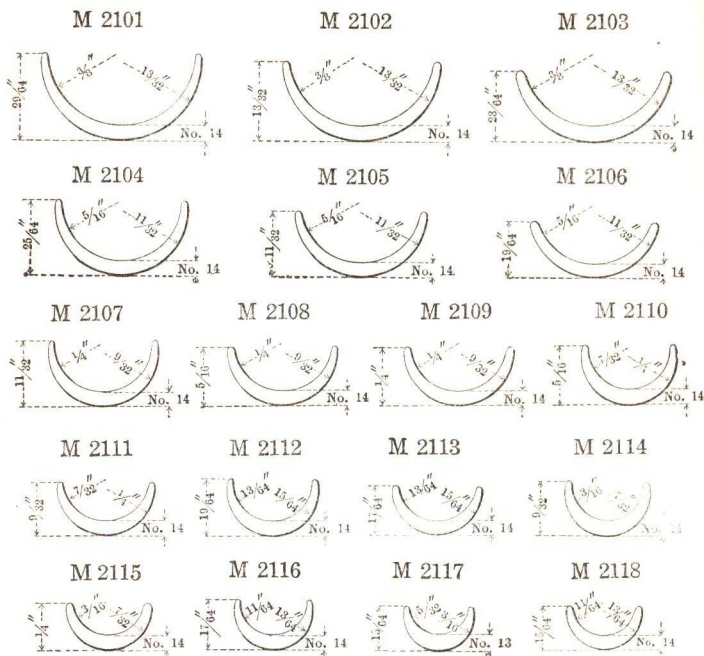 M 2101 M 2102 M 2103
29/64" 3/8" 13/32" No. 14 13/32" 3/8" 13/32" No. 14 23/64" 3/8" 13/32" No. 14
M 2104 M 2105 M 2106
25/64" 5/16" 11/32" No. 14 11/32" 5/16" 11/32" No. 14 19/64" 5/16" 11/32" No. 14
M 2107 M 2108 M 2109 M 2110
11/32" 1/4" 9/32" No. 14 5/16" 1/4" 9/32" No. 14 1/4" 1/4" 9/32" No. 14 5/16" 7/32" 1/4" No. 14
M 2111 M 2112 M 2113 M 2114
9/32" 7/32" 1/4" No. 14 19/64" 13/64" 15/64" No. 14 17/64" 13/64" 15/64" No. 14 9/32" 3/16" 7/32" No. 14
M 2115 M 2116 M 2117 M 2118
1/4" 3/16" 7/32" No. 14 17/64" 11/64" 13/64" No. 14 15/64" 5/32" 3/16" No. 13 15/64" 11/64" 13/64" No. 14